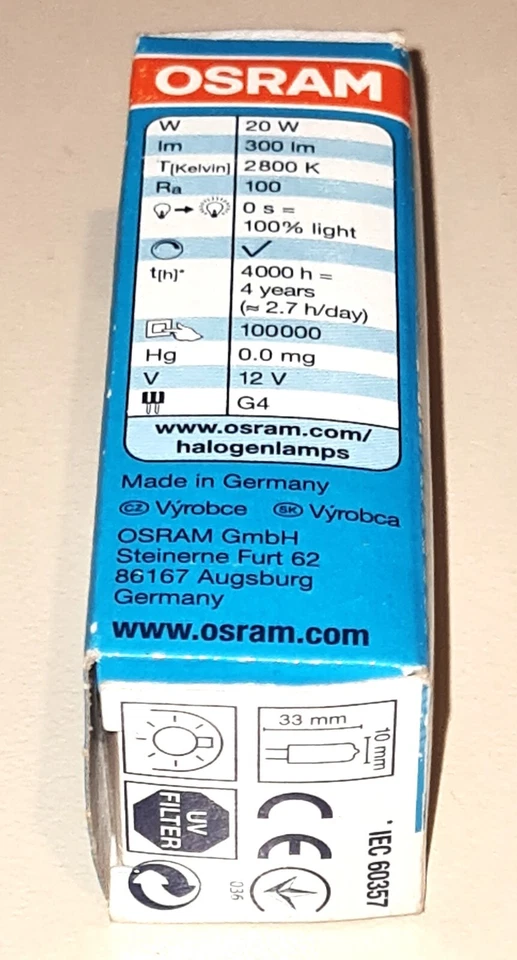 OSRAM
W 20 W
lm 300 lm
T[Kelvin] 2800 K
Ra 100
0 s =
100% light
✓
t[h]* 4000 h =
4 years
(≈ 2.7 h/day)
100000
Hg 0.0 mg
V 12 V
G4
www.osram.com/
halogenlamps
Made in Germany
CZ Výrobce SK Výrobca
OSRAM GmbH
Steinerne Furt 62
86167 Augsburg
Germany
www.osram.com
33 mm
10 mm
UV
FILTER
CE
036
* IEC 60357